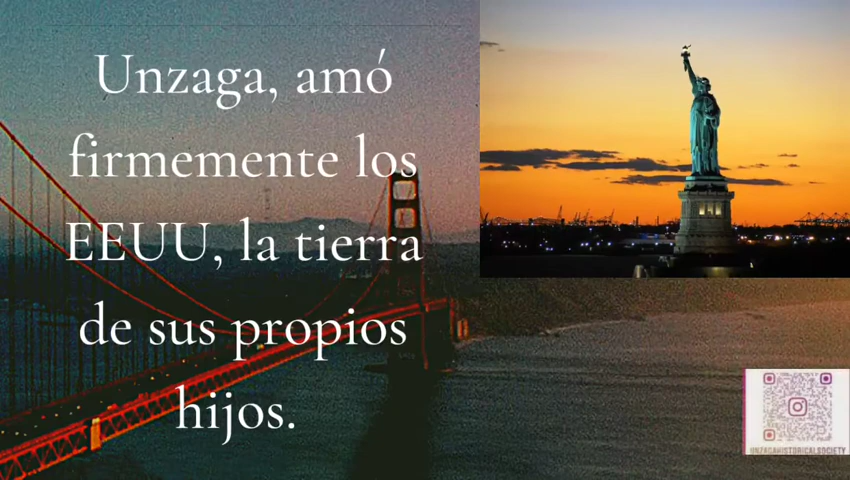 Unzaga, amó
firmemente los
EEUU, la tierra
de sus propios
hijos.
UNZAGAHISTORICALSOCIETY